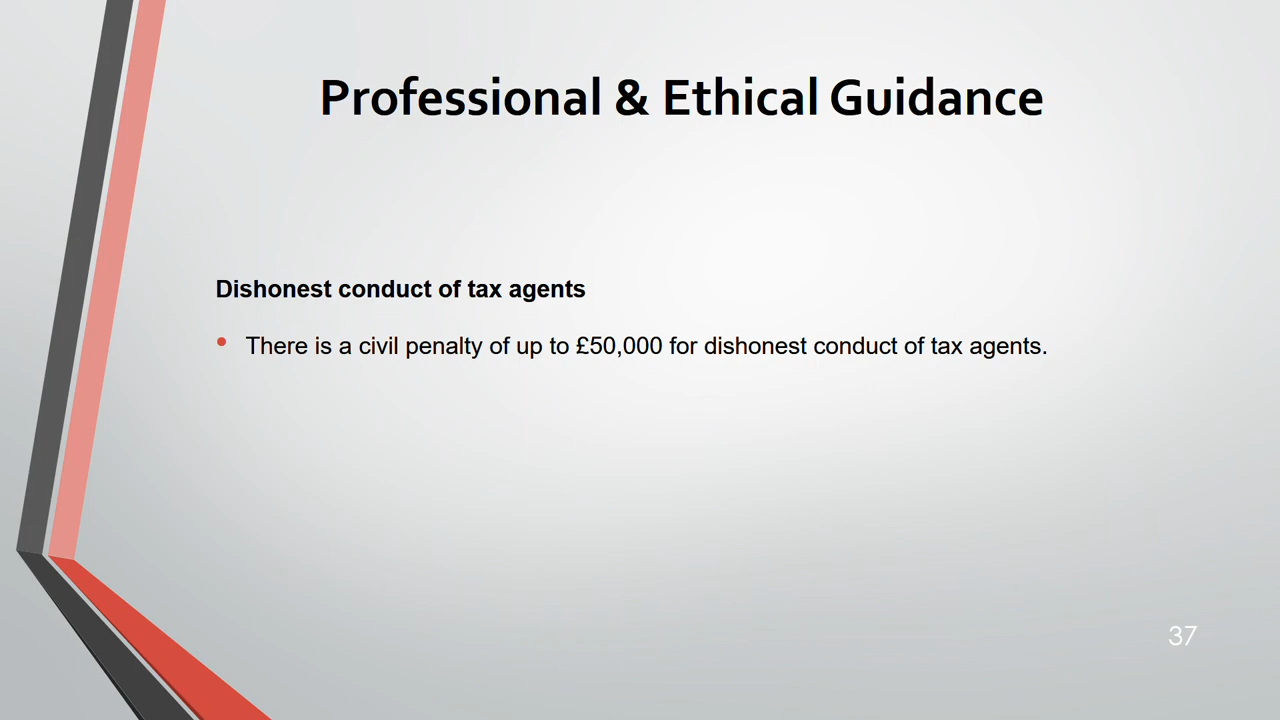 Professional & Ethical Guidance
Dishonest conduct of tax agents
• There is a civil penalty of up to £50,000 for dishonest conduct of tax agents.
37